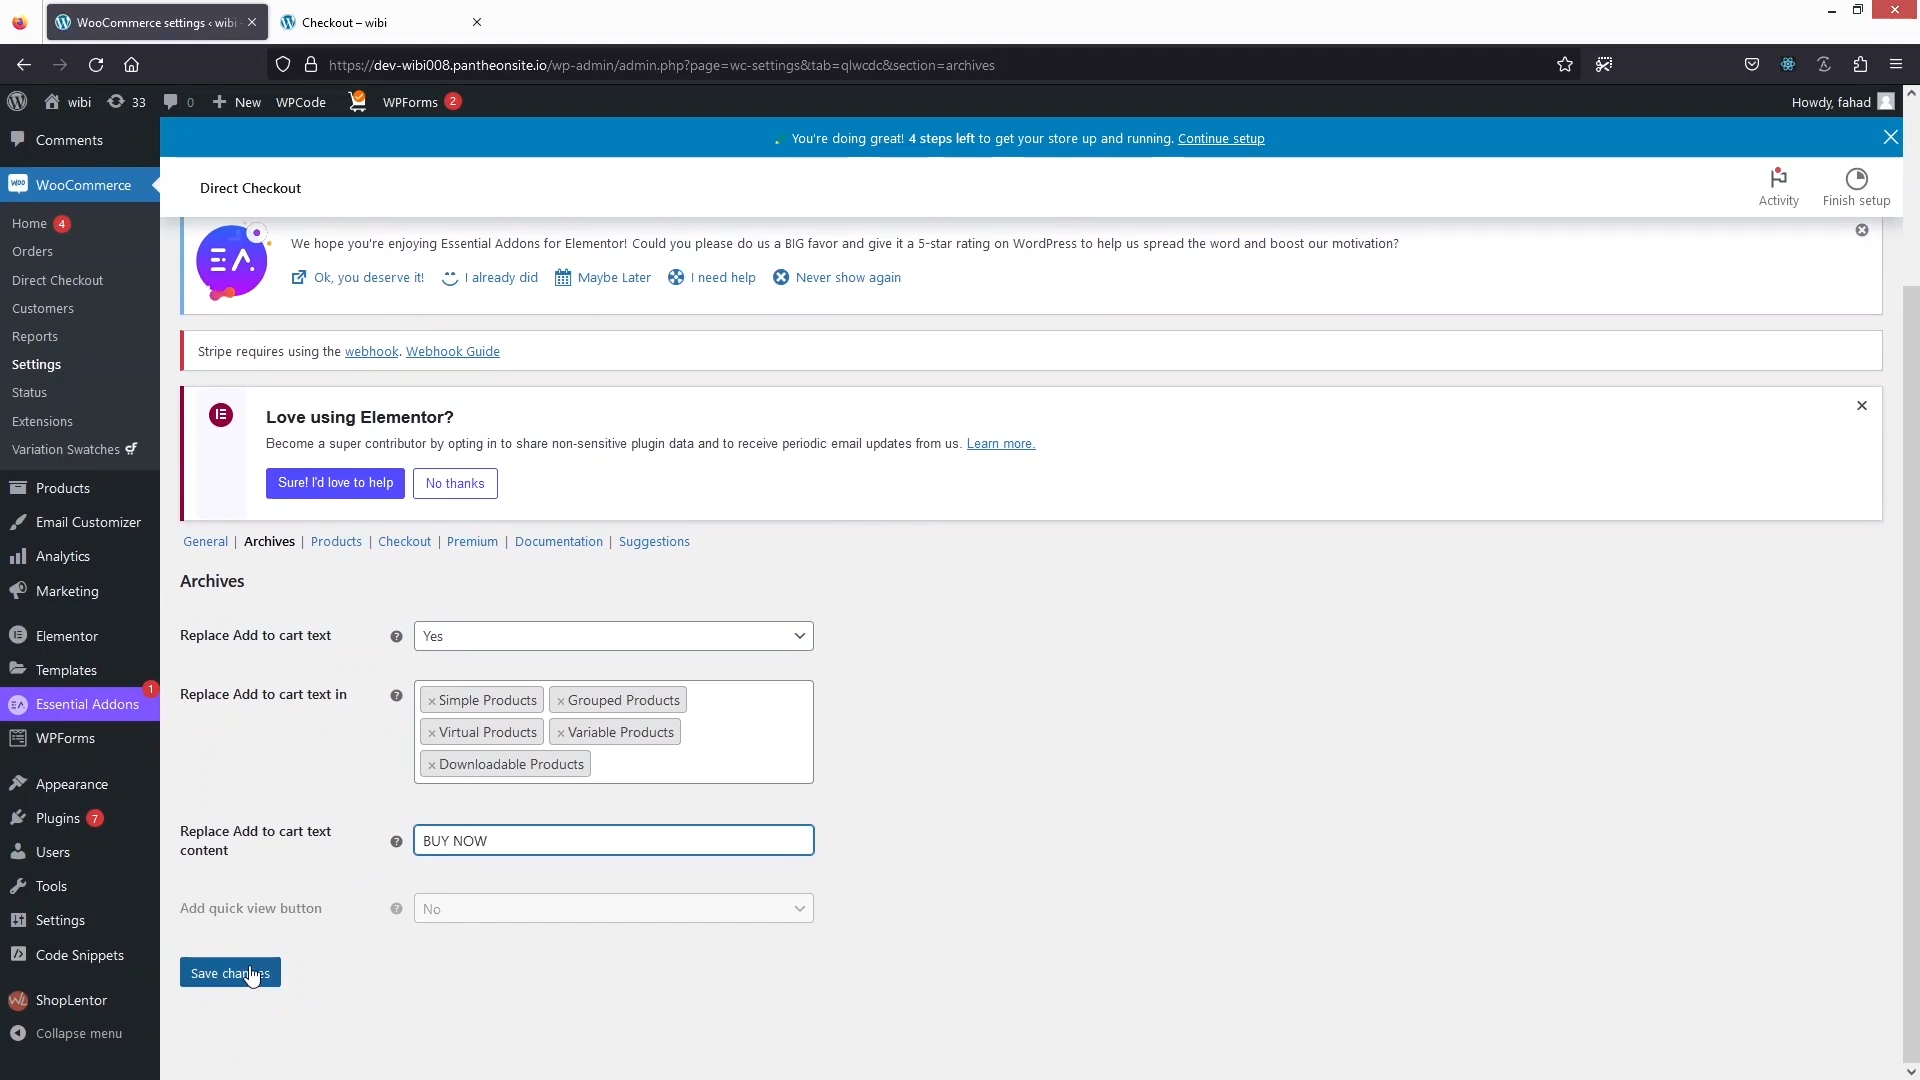 WooCommerce settings ‹ wibi
Checkout – wibi
https://dev-wibi008.pantheonsite.io/wp-admin/admin.php?page=wc-settings&tab=qlwcdc&section=archives
wibi
33
0
New
WPCode
WPForms 2
Howdy, fahad
You're doing great! 4 steps left to get your store up and running. Continue setup
Direct Checkout
Activity
Finish setup
Comments
WOO WooCommerce
Home 4
Orders
Direct Checkout
Customers
Reports
Settings
Status
Extensions
Variation Swatches
Products
Email Customizer
Analytics
Marketing
Elementor
Templates
Essential Addons 1
WPForms
Appearance
Plugins 7
Users
Tools
Settings
Code Snippets
ShopLentor
Collapse menu
We hope you're enjoying Essential Addons for Elementor! Could you please do us a BIG favor and give it a 5-star rating on WordPress to help us spread the word and boost our motivation?
Ok, you deserve it!
I already did
Maybe Later
I need help
Never show again
Stripe requires using the webhook. Webhook Guide
Love using Elementor?
Become a super contributor by opting in to share non-sensitive plugin data and to receive periodic email updates from us. Learn more.
Sure! I'd love to help
No thanks
General | Archives | Products | Checkout | Premium | Documentation | Suggestions
Archives
Replace Add to cart text
Yes
Replace Add to cart text in
× Simple Products × Grouped Products
× Virtual Products × Variable Products
× Downloadable Products
Replace Add to cart text
content
BUY NOW
Add quick view button
No
Save changes